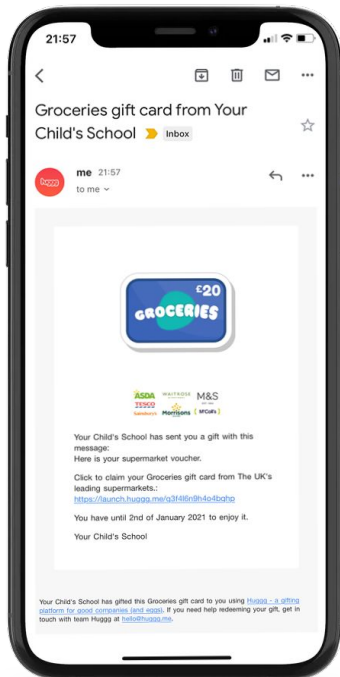 21:57
Groceries gift card from Your
Child's School
Inbox
huggg
me 21:57
to me
£20
GROCERIES
ASDA WAITROSE M&S
TESCO
Sainsbury's Morrisons { McColl's }
Your Child's School has sent you a gift with this
message:
Here is your supermarket voucher.
Click to claim your Groceries gift card from The UK's
leading supermarkets.:
https://launch.huggg.me/g3f4l6n9h4o4bqhp
You have until 2nd of January 2021 to enjoy it.
Your Child's School
Your Child's School has gifted this Groceries gift card to you using Huggg – a gifting
platform for good companies (and eggs). If you need help redeeming your gift, get in
touch with team Huggg at hello@huggg.me.